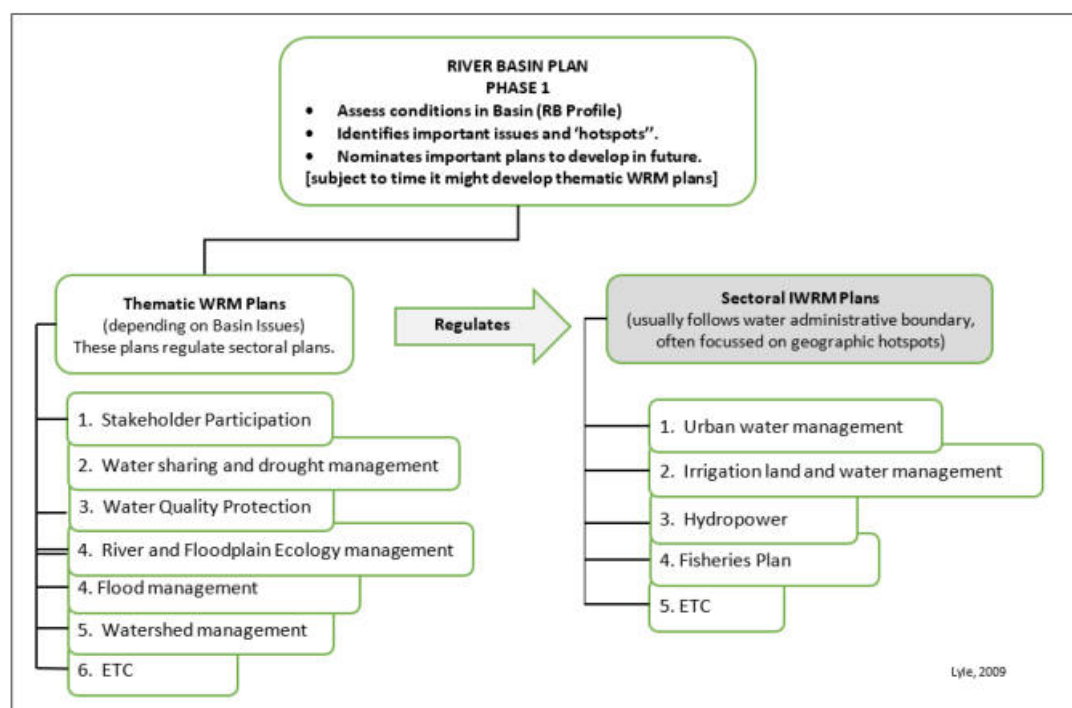 RIVER BASIN PLAN
PHASE 1
• Assess conditions in Basin (RB Profile)
• Identifies important issues and ‘hotspots”.
• Nominates important plans to develop in future.
[subject to time it might develop thematic WRM plans]
Thematic WRM Plans
(depending on Basin Issues)
These plans regulate sectoral plans.
Regulates
Sectoral IWRM Plans
(usually follows water administrative boundary,
often focussed on geographic hotspots)
1. Stakeholder Participation
2. Water sharing and drought management
3. Water Quality Protection
4. River and Floodplain Ecology management
4. Flood management
5. Watershed management
6. ETC
1. Urban water management
2. Irrigation land and water management
3. Hydropower
4. Fisheries Plan
5. ETC
Lyle, 2009